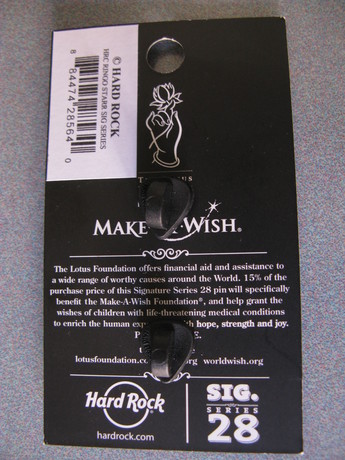 © HARD ROCK
HRC RINGO STARR SIG SERIES
8 84474 28564 0
MAKE-A-WISH®
The Lotus Foundation offers financial aid and assistance to
a wide range of worthy causes around the World. 15% of the
purchase price of this Signature Series 28 pin will specifically
benefit the Make-A-Wish Foundation®, and help grant the
wishes of children with life-threatening medical conditions
to enrich the human with hope, strength and joy.
lotusfoundation. worldwish.org
Hard Rock
hardrock.com
SIG.
SERIES
28